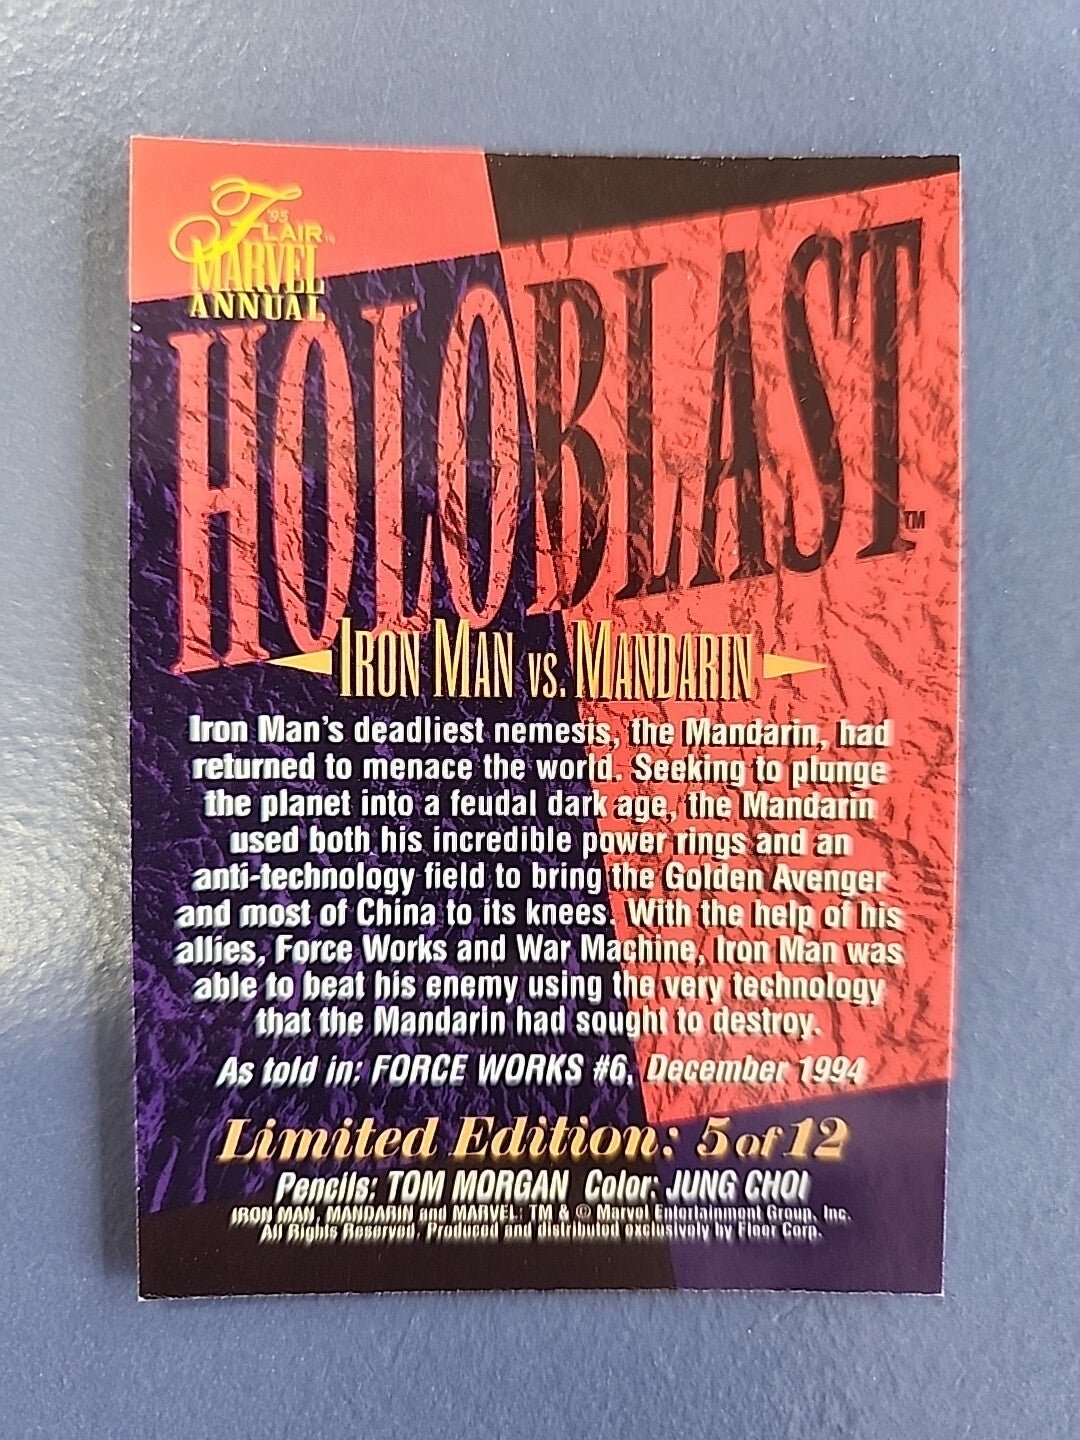 '95
FLAIR
MARVEL
ANNUAL
HOLOBLAST™
IRON MAN VS. MANDARIN
Iron Man's deadliest nemesis, the Mandarin, had
returned to menace the world. Seeking to plunge
the planet into a feudal dark age, the Mandarin
used both his incredible power rings and an
anti-technology field to bring the Golden Avenger
and most of China to its knees. With the help of his
allies, Force Works and War Machine, Iron Man was
able to beat his enemy using the very technology
that the Mandarin had sought to destroy.
As told in: FORCE WORKS #6, December 1994
Limited Edition: 5 of 12
Pencils: TOM MORGAN Color: JUNG CHOI
IRON MAN, MANDARIN and MARVEL: TM & © Marvel Entertainment Group, Inc.
All Rights Reserved. Produced and distributed exclusively by Fleer Corp.